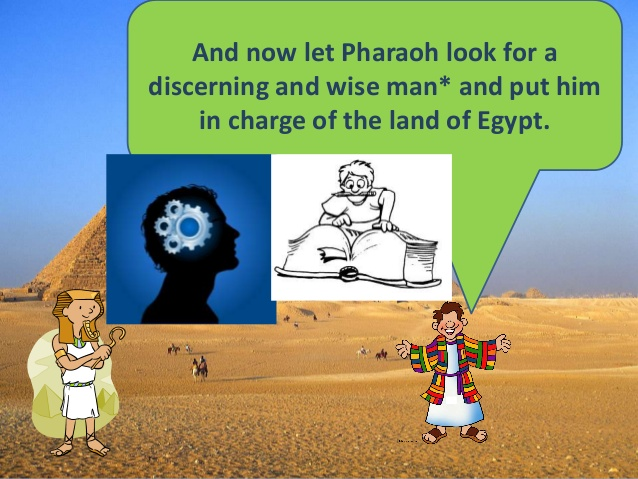 And now let Pharaoh look for a
discerning and wise man* and put him
in charge of the land of Egypt.